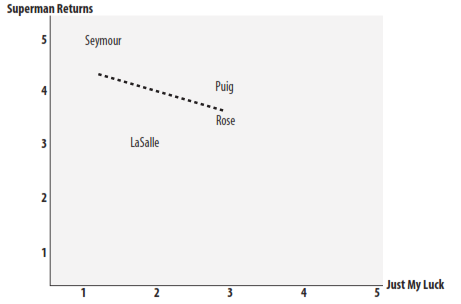 Superman Returns
5
Seymour
4
Puig
Rose
3
LaSalle
2
1
1 2 3 4 5
Just My Luck